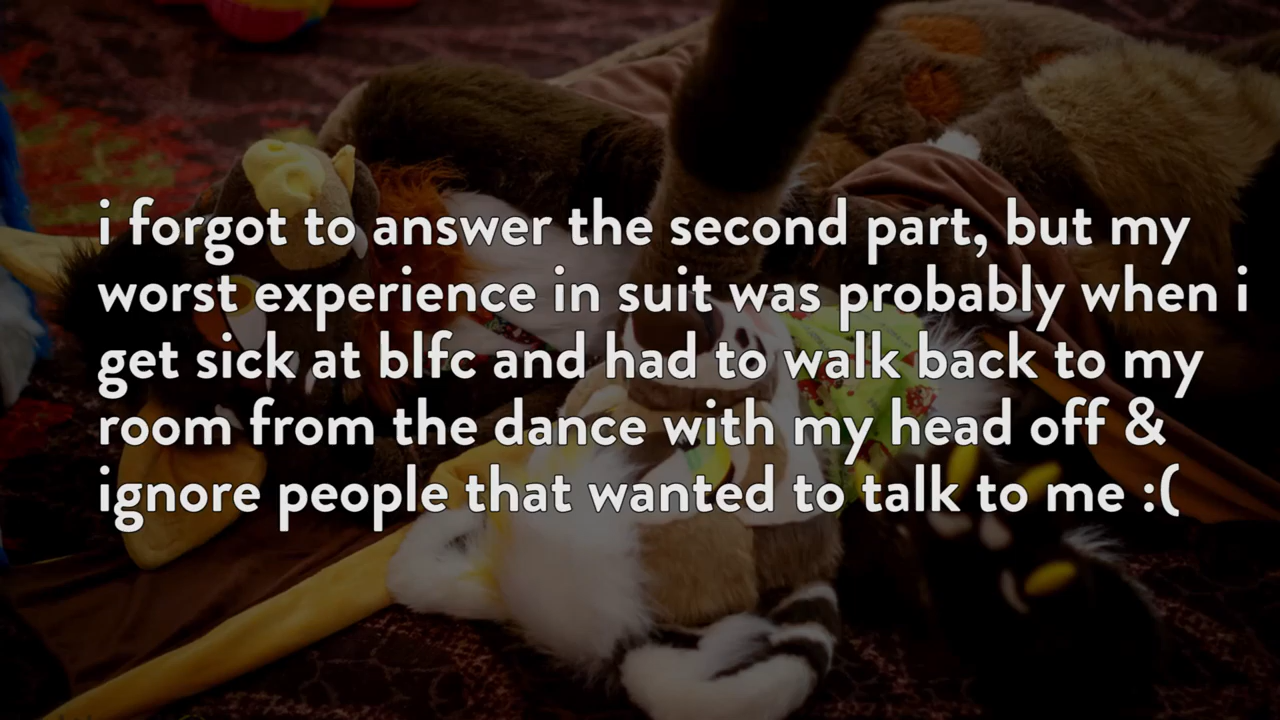 i forgot to answer the second part, but my
worst experience in suit was probably when i
get sick at blfc and had to walk back to my
room from the dance with my head off &
ignore people that wanted to talk to me :(